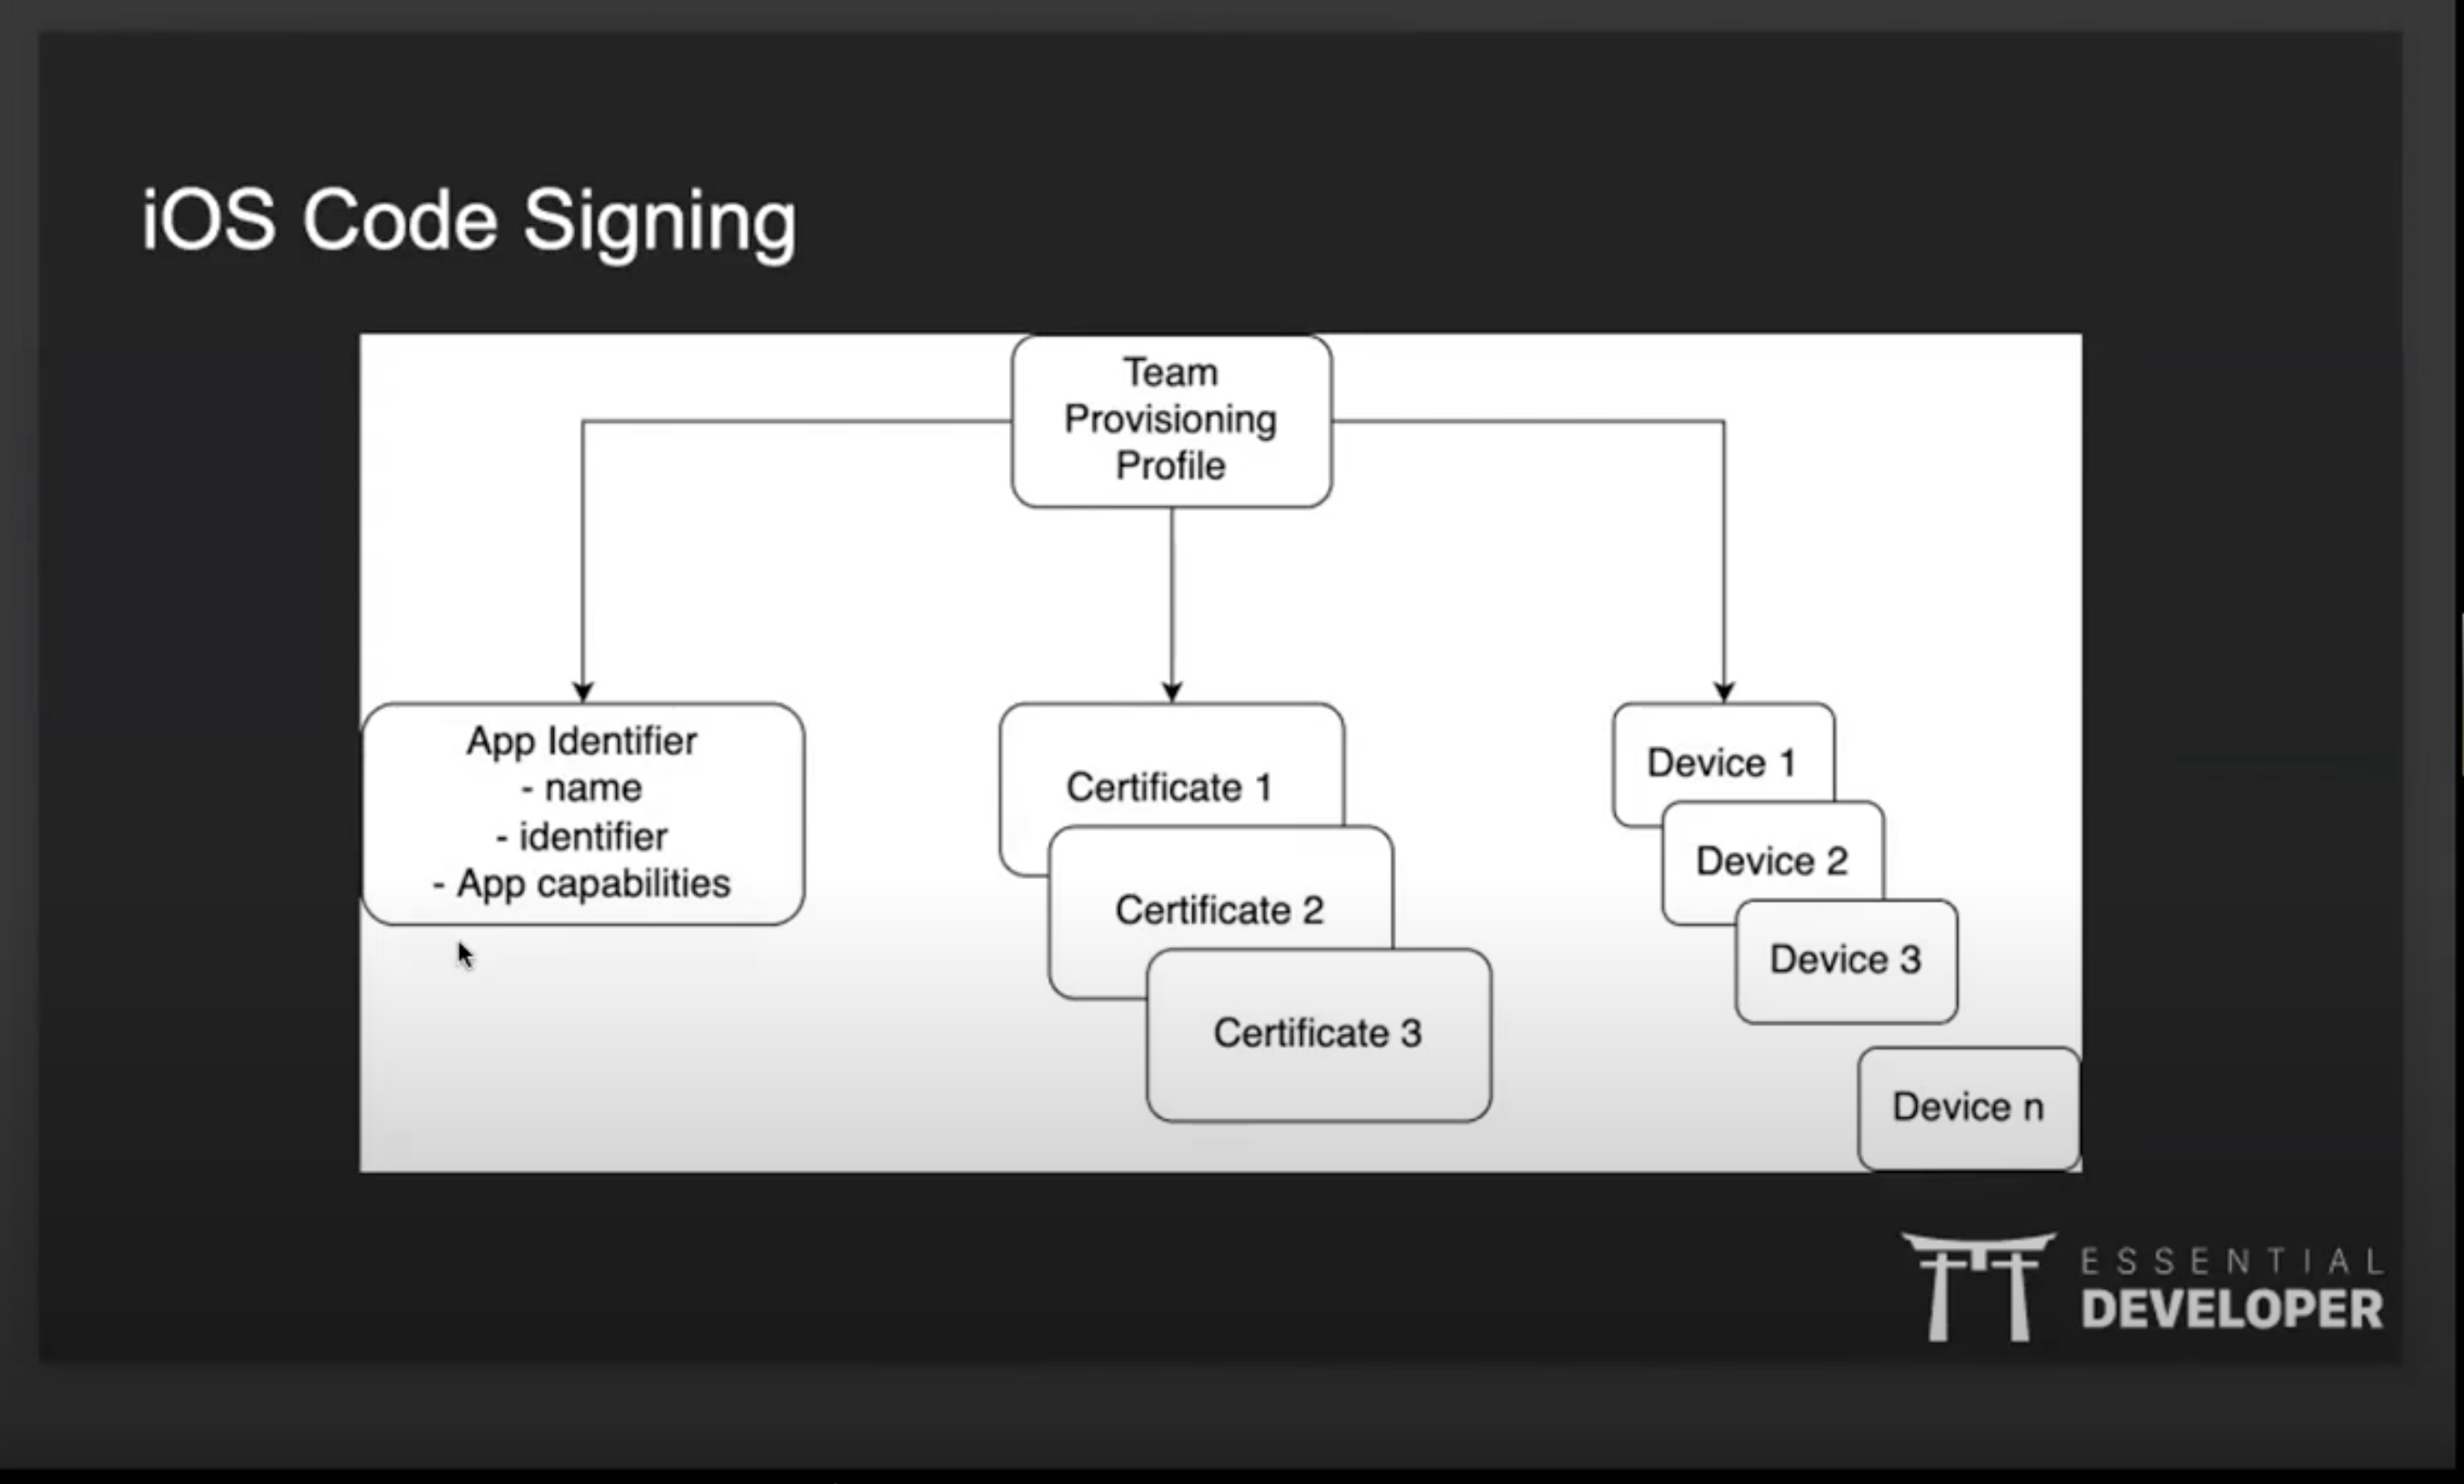 iOS Code Signing
Team
Provisioning
Profile
App Identifier
- name
- identifier
- App capabilities
Certificate 1
Certificate 2
Certificate 3
Device 1
Device 2
Device 3
Device n
ESSENTIAL
DEVELOPER